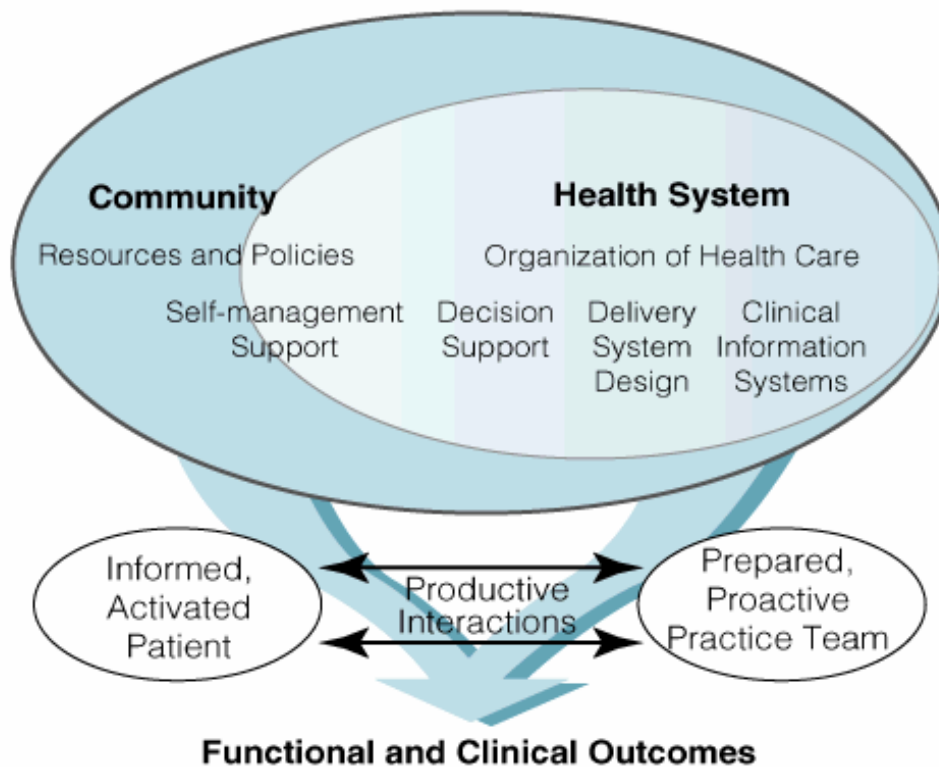 Community
Health System
Resources and Policies
Organization of Health Care
Self-management
Support
Decision
Support
Delivery
System
Design
Clinical
Information
Systems
Informed,
Activated
Patient
Productive
Interactions
Prepared,
Proactive
Practice Team
Functional and Clinical Outcomes